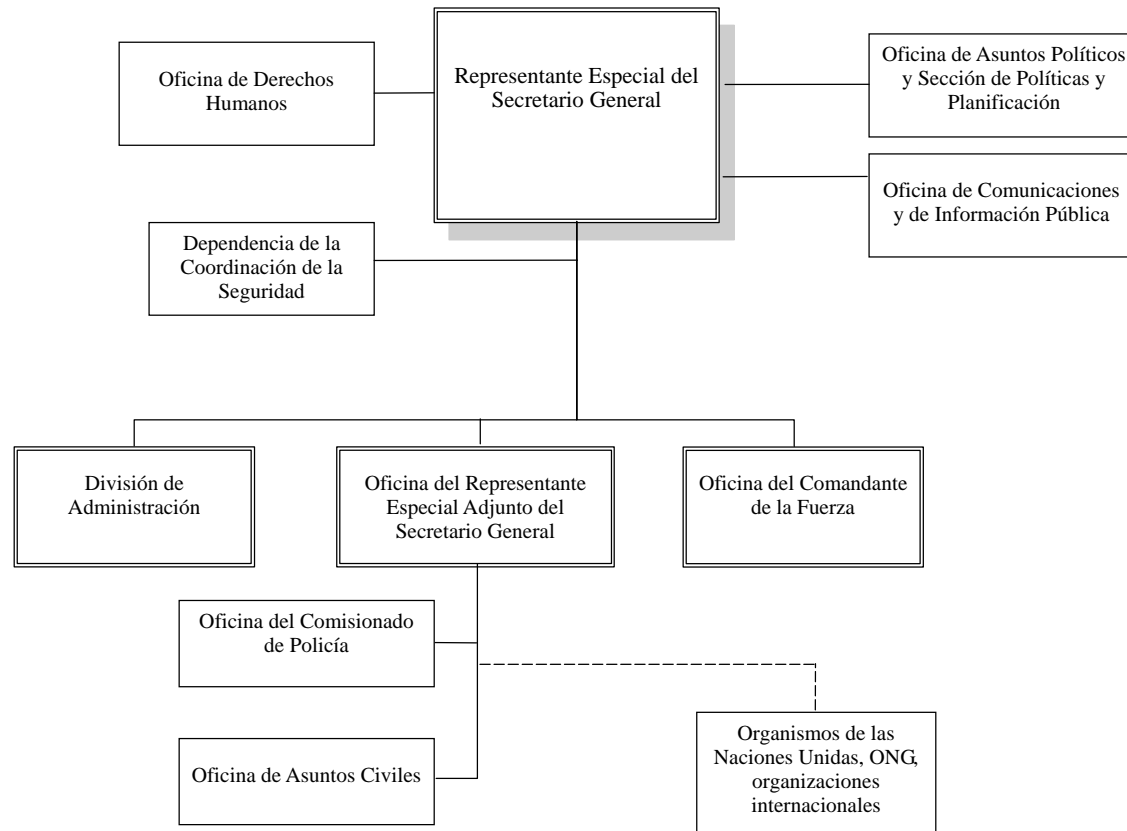 Oficina de Derechos
Humanos
Representante Especial del
Secretario General
Oficina de Asuntos Políticos
y Sección de Políticas y
Planificación
Oficina de Comunicaciones
y de Información Pública
Dependencia de la
Coordinación de la
Seguridad
División de
Administración
Oficina del Representante
Especial Adjunto del
Secretario General
Oficina del Comandante
de la Fuerza
Oficina del Comisionado
de Policía
Oficina de Asuntos Civiles
Organismos de las
Naciones Unidas, ONG,
organizaciones
internacionales